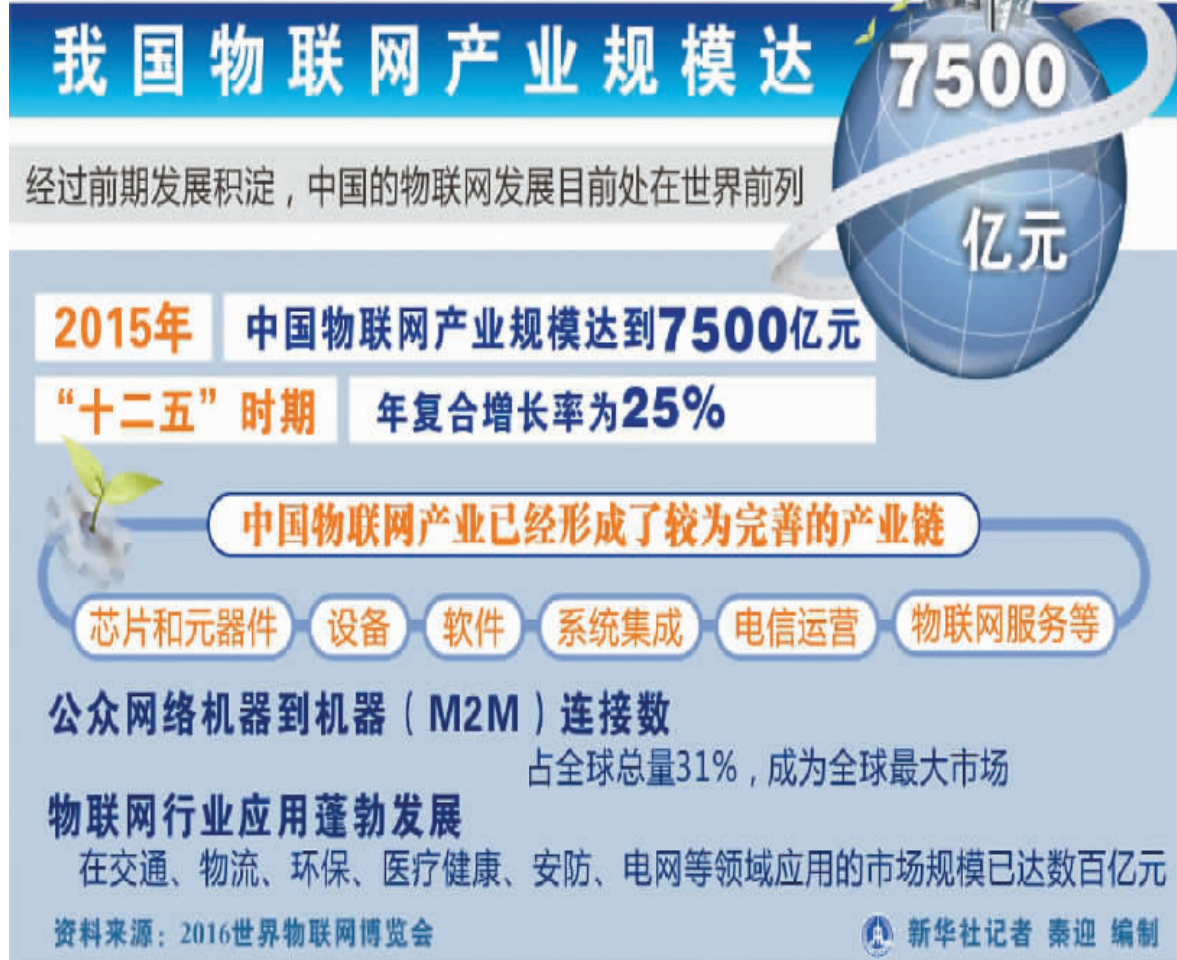 我国物联网产业规模达
7500
亿元
经过前期发展积淀，中国的物联网发展目前处在世界前列
2015年 中国物联网产业规模达到7500亿元
“十二五”时期 年复合增长率为25%
中国物联网产业已经形成了较为完善的产业链
芯片和元器件 设备 软件 系统集成 电信运营 物联网服务等
公众网络机器到机器（M2M）连接数
占全球总量31%，成为全球最大市场
物联网行业应用蓬勃发展
在交通、物流、环保、医疗健康、安防、电网等领域应用的市场规模已达数百亿元
资料来源：2016世界物联网博览会 新华社记者 秦迎 编制